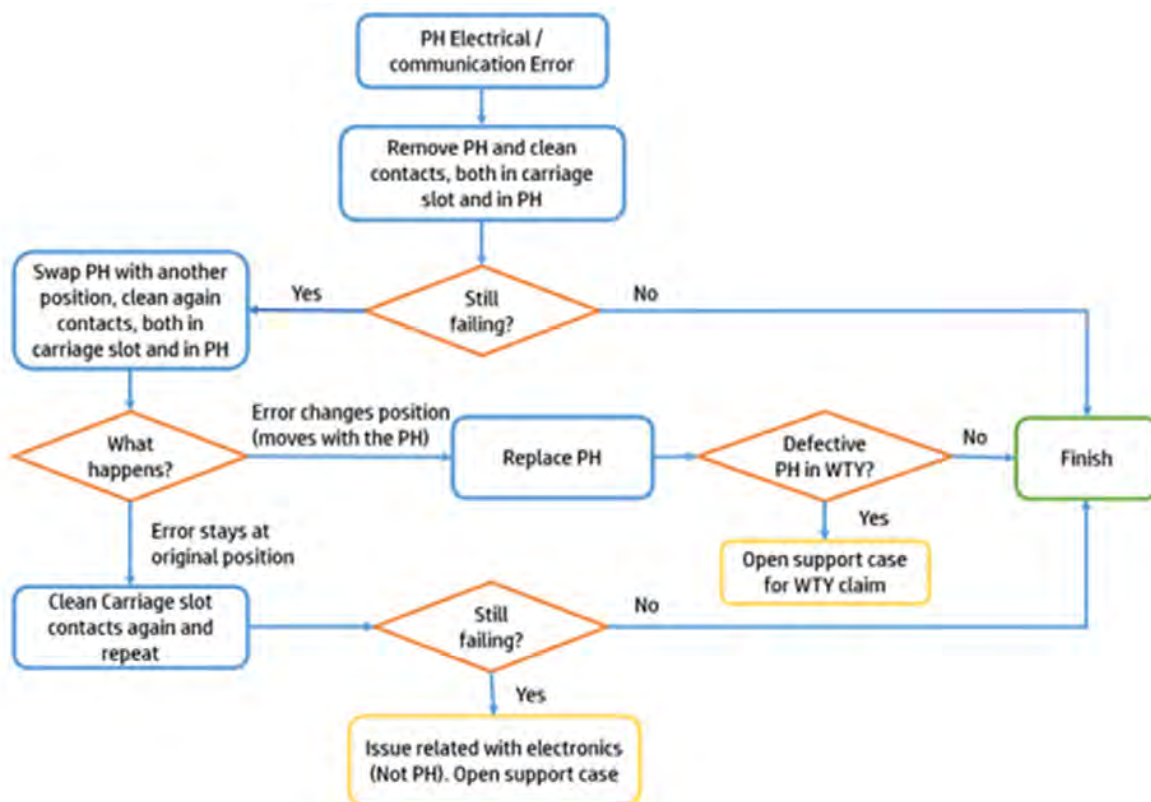 PH Electrical /
communication Error
Remove PH and clean
contacts, both in carriage
slot and in PH
Swap PH with another
position, clean again
contacts, both in
carriage slot and in PH
Yes
Still
failing?
No
What
happens?
Error changes position
(moves with the PH)
Replace PH
Defective
PH in WTY?
No
Finish
Yes
Open support case
for WTY claim
Error stays at
original position
Clean Carriage slot
contacts again and
repeat
Still
failing?
No
Yes
Issue related with electronics
(Not PH). Open support case